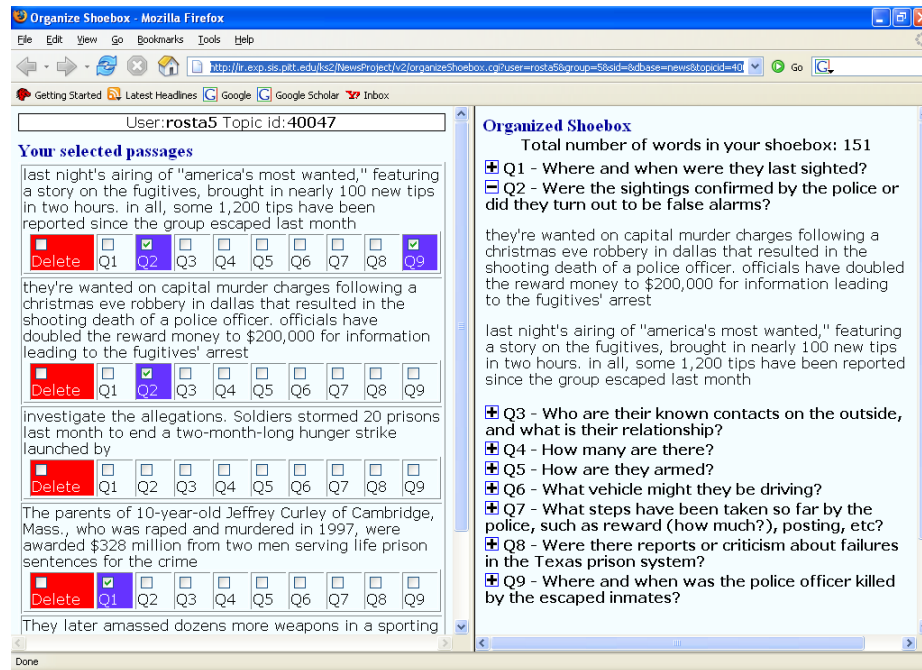 Organize Shoebox - Mozilla Firefox
File Edit View Go Bookmarks Tools Help
http://ir.exp.sis.pitt.edu/ks2/NewsProject/v2/organizeShoebox.cgi?user=rosta5&group=5&sid=&dbase=news&topicid=40 Go G
Getting Started Latest Headlines Google Google Scholar Inbox
User:rosta5 Topic id:40047
Your selected passages
last night's airing of "america's most wanted," featuring
a story on the fugitives, brought in nearly 100 new tips
in two hours. in all, some 1,200 tips have been
reported since the group escaped last month
Delete Q1 Q2 Q3 Q4 Q5 Q6 Q7 Q8 Q9
they're wanted on capital murder charges following a
christmas eve robbery in dallas that resulted in the
shooting death of a police officer. officials have
doubled the reward money to $200,000 for information
leading to the fugitives' arrest
Delete Q1 Q2 Q3 Q4 Q5 Q6 Q7 Q8 Q9
investigate the allegations. Soldiers stormed 20 prisons
last month to end a two-month-long hunger strike
launched by
Delete Q1 Q2 Q3 Q4 Q5 Q6 Q7 Q8 Q9
The parents of 10-year-old Jeffrey Curley of Cambridge,
Mass., who was raped and murdered in 1997, were
awarded $328 million from two men serving life prison
sentences for the crime
Delete Q1 Q2 Q3 Q4 Q5 Q6 Q7 Q8 Q9
They later amassed dozens more weapons in a sporting
Organized Shoebox
Total number of words in your shoebox: 151
Q1 - Where and when were they last sighted?
Q2 - Were the sightings confirmed by the police or
did they turn out to be false alarms?
they're wanted on capital murder charges following a
christmas eve robbery in dallas that resulted in the
shooting death of a police officer. officials have doubled
the reward money to $200,000 for information leading
to the fugitives' arrest
last night's airing of "america's most wanted," featuring
a story on the fugitives, brought in nearly 100 new tips
in two hours. in all, some 1,200 tips have been reported
since the group escaped last month
Q3 - Who are their known contacts on the outside,
and what is their relationship?
Q4 - How many are there?
Q5 - How are they armed?
Q6 - What vehicle might they be driving?
Q7 - What steps have been taken so far by the
police, such as reward (how much?), posting, etc?
Q8 - Were there reports or criticism about failures
in the Texas prison system?
Q9 - Where and when was the police officer killed
by the escaped inmates?
Done